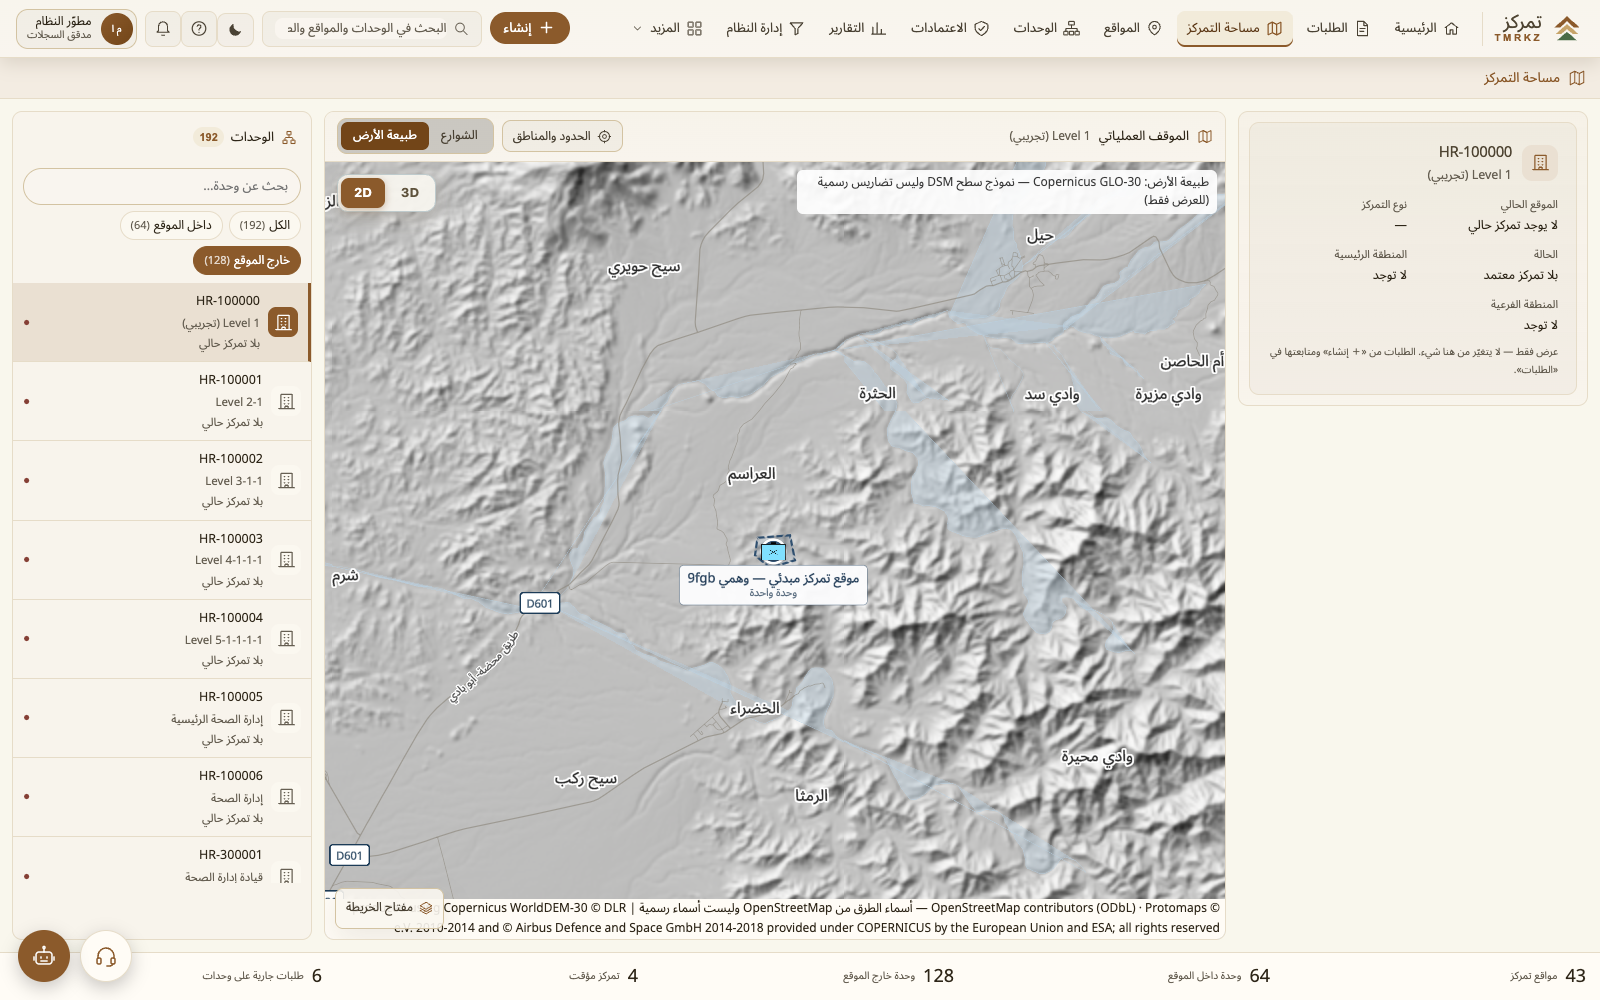 تمركز
TMRKZ
الرئيسية
الطلبات
مساحة التمركز
المواقع
الوحدات
الاعتمادات
التقارير
إدارة النظام
المزيد
إنشاء
البحث في الوحدات والمواقع والد
م ا
مطوّر النظام
مدقق السجلات
مساحة التمركز
HR-100000
Level 1 (تجريبي)
الموقع الحالي
لا يوجد تمركز حالي
نوع التمركز
—
الحالة
بلا تمركز معتمد
المنطقة الرئيسية
لا توجد
المنطقة الفرعية
لا توجد
عرض فقط — لا يتغيّر من هنا شيء. الطلبات من «+ إنشاء» ومتابعتها في
«الطلبات».
الموقف العملياتي
Level 1 (تجريبي)
الحدود والمناطق
الشوارع
طبيعة الأرض
2D
3D
طبيعة الأرض: Copernicus GLO-30 — نموذج سطح DSM وليس تضاريس رسمية
(للعرض فقط)
حيل
سيح حويري
أم الحاصن
الحثرة
وادي سد
وادي مزيرة
العراسم
شرم
موقع تمركز مبدئي — وهمي 9fgb
وحدة واحدة
D601
طريق محضة- أبو بادي
الخضراء
وادي محيرة
سيح ركب
الرمثا
D601
مفتاح الخريطة
© OpenStreetMap contributors (ODbL) · Protomaps — أسماء الطرق من OpenStreetMap وليست أسماء رسمية | Copernicus WorldDEM-30 © DLR
2010-2014 and © Airbus Defence and Space GmbH 2014-2018 provided under COPERNICUS by the European Union and ESA; all rights reserved
الوحدات
192
بحث عن وحدة...
الكل (192)
داخل الموقع (64)
خارج الموقع (128)
HR-100000
Level 1 (تجريبي)
بلا تمركز حالي
HR-100001
Level 2-1
بلا تمركز حالي
HR-100002
Level 3-1-1
بلا تمركز حالي
HR-100003
Level 4-1-1-1
بلا تمركز حالي
HR-100004
Level 5-1-1-1-1
بلا تمركز حالي
HR-100005
إدارة الصحة الرئيسية
بلا تمركز حالي
HR-100006
إدارة الصحة
بلا تمركز حالي
HR-300001
قيادة إدارة الصحة
43 مواقع تمركز
64 وحدة داخل الموقع
128 وحدة خارج الموقع
4 تمركز مؤقت
6 طلبات جارية على وحدات